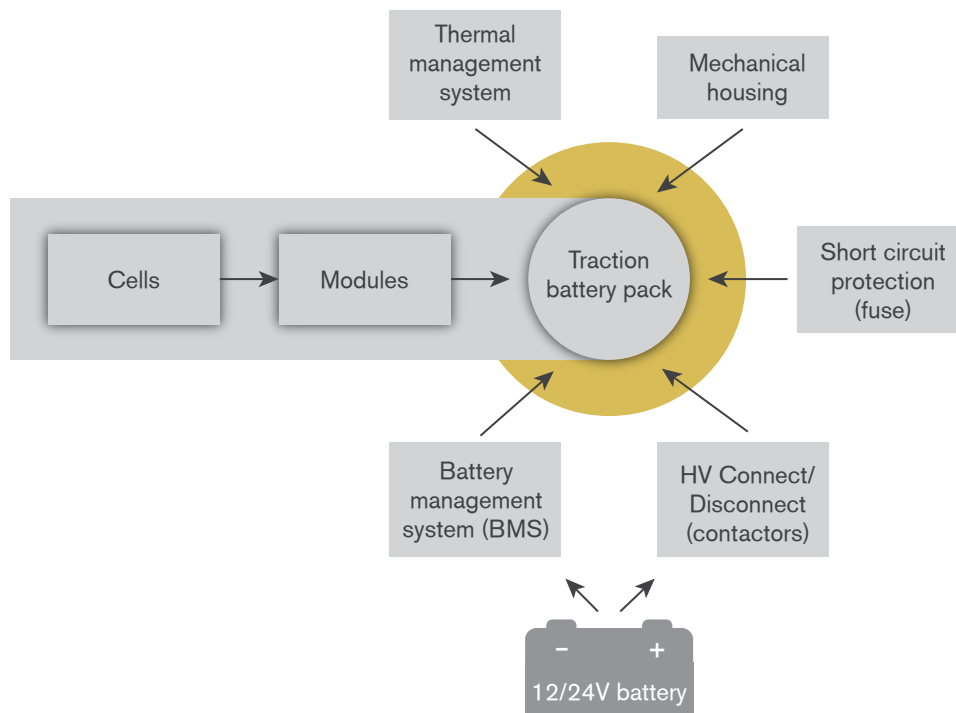 Thermal
management
system
Mechanical
housing
Cells
Modules
Traction
battery pack
Short circuit
protection
(fuse)
Battery
management
system (BMS)
HV Connect/
Disconnect
(contactors)
– +
12/24V battery